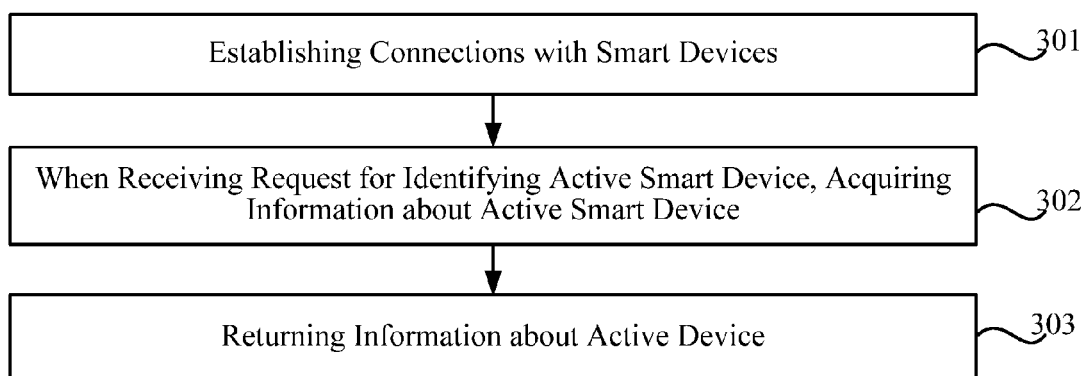 Establishing Connections with Smart Devices
301
When Receiving Request for Identifying Active Smart Device, Acquiring
Information about Active Smart Device
302
Returning Information about Active Device
303